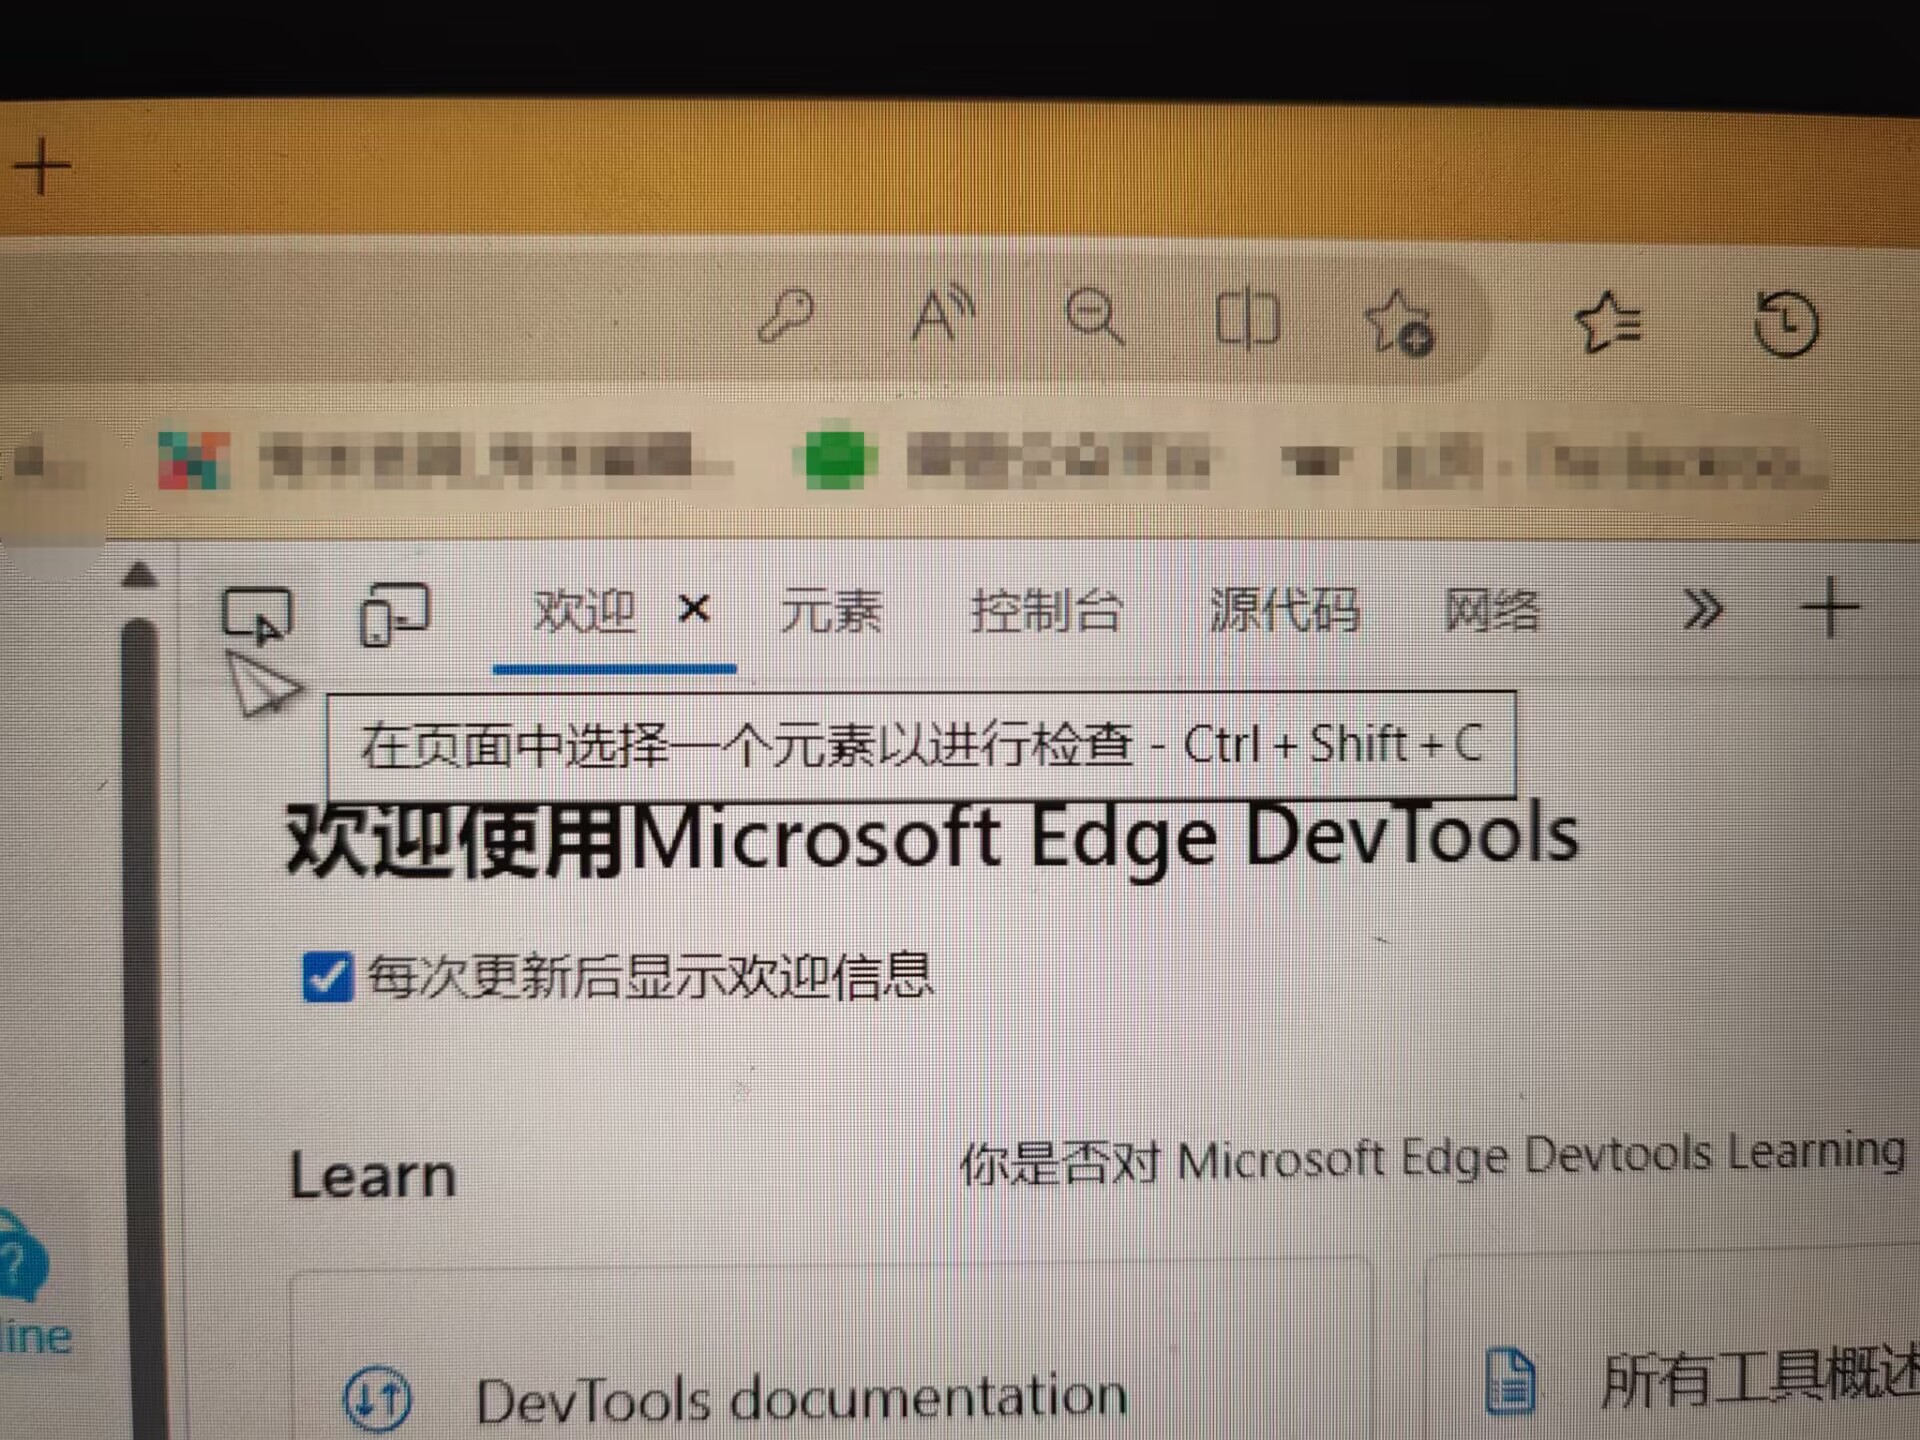 欢迎 元素 控制台 源代码 网络
在页面中选择一个元素以进行检查 - Ctrl + Shift + C
欢迎使用Microsoft Edge DevTools
每次更新后显示欢迎信息
Learn
你是否对 Microsoft Edge Devtools Learning
line
DevTools documentation
所有工具概述